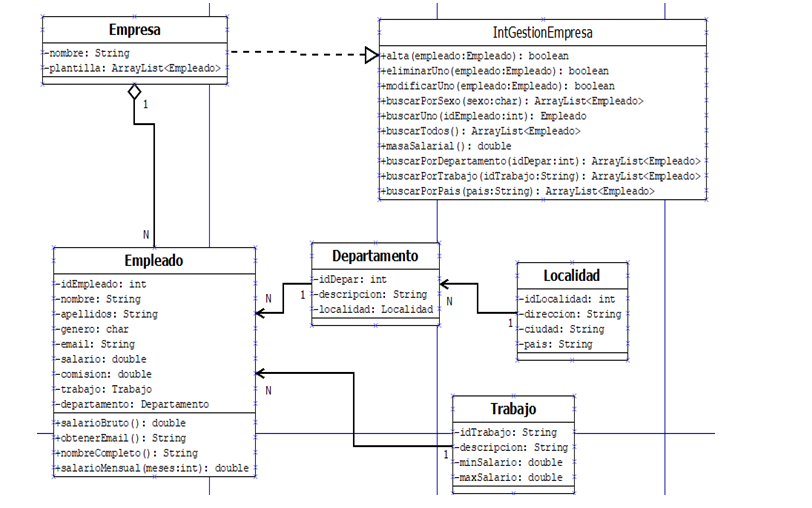 Empresa
-nombre: String
-plantilla: ArrayList<Empleado>
IntGestionEmpresa
+alta(empleado:Empleado): boolean
+eliminarUno(empleado:Empleado): boolean
+modificarUno(empleado:Empleado): boolean
+buscarPorSexo(sexo:char): ArrayList<Empleado>
+buscarUno(idEmpleado:int): Empleado
+buscarTodos(): ArrayList<Empleado>
+masaSalarial(): double
+buscarPorDepartamento(idDepar:int): ArrayList<Empleado>
+buscarPorTrabajo(idTrabajo:String): ArrayList<Empleado>
+buscarPorPais(pais:String): ArrayList<Empleado>
1
N
Empleado
-idEmpleado: int
-nombre: String
-apellidos: String
-genero: char
-email: String
-salario: double
-comision: double
-trabajo: Trabajo
-departamento: Departamento
+salarioBruto(): double
+obtenerEmail(): String
+nombreCompleto(): String
+salarioMensual(meses:int): double
N
1
Departamento
-idDepar: int
-descripcion: String
-localidad: Localidad
N
1
Localidad
-idLocalidad: int
-direccion: String
-ciudad: String
-pais: String
N
1
Trabajo
-idTrabajo: String
-descripcion: String
-minSalario: double
-maxSalario: double